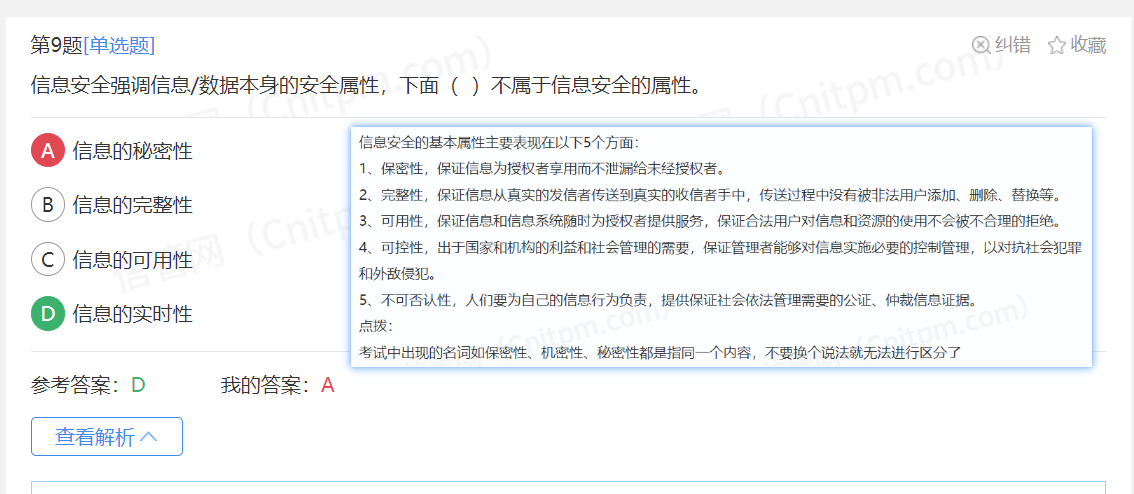 第9题[单选题]
纠错 收藏
信息安全强调信息/数据本身的安全属性，下面（ ）不属于信息安全的属性。
A 信息的秘密性
B 信息的完整性
C 信息的可用性
D 信息的实时性
信息安全的基本属性主要表现在以下5个方面：
1、保密性，保证信息为授权者享用而不泄漏给未经授权者。
2、完整性，保证信息从真实的发信者传送到真实的收信者手中，传送过程中没有被非法用户添加、删除、替换等。
3、可用性，保证信息和信息系统随时为授权者提供服务，保证合法用户对信息和资源的使用不会被不合理的拒绝。
4、可控性，出于国家和机构的利益和社会管理的需要，保证管理者能够对信息实施必要的控制管理，以对抗社会犯罪
和外敌侵犯。
5、不可否认性，人们要为自己的信息行为负责，提供保证社会依法管理需要的公证、仲裁信息证据。
点拨：
考试中出现的名词如保密性、机密性、秘密性都是指同一个内容，不要换个说法就无法进行区分了
参考答案：D 我的答案：A
查看解析
信管网（Cnitpm.com）